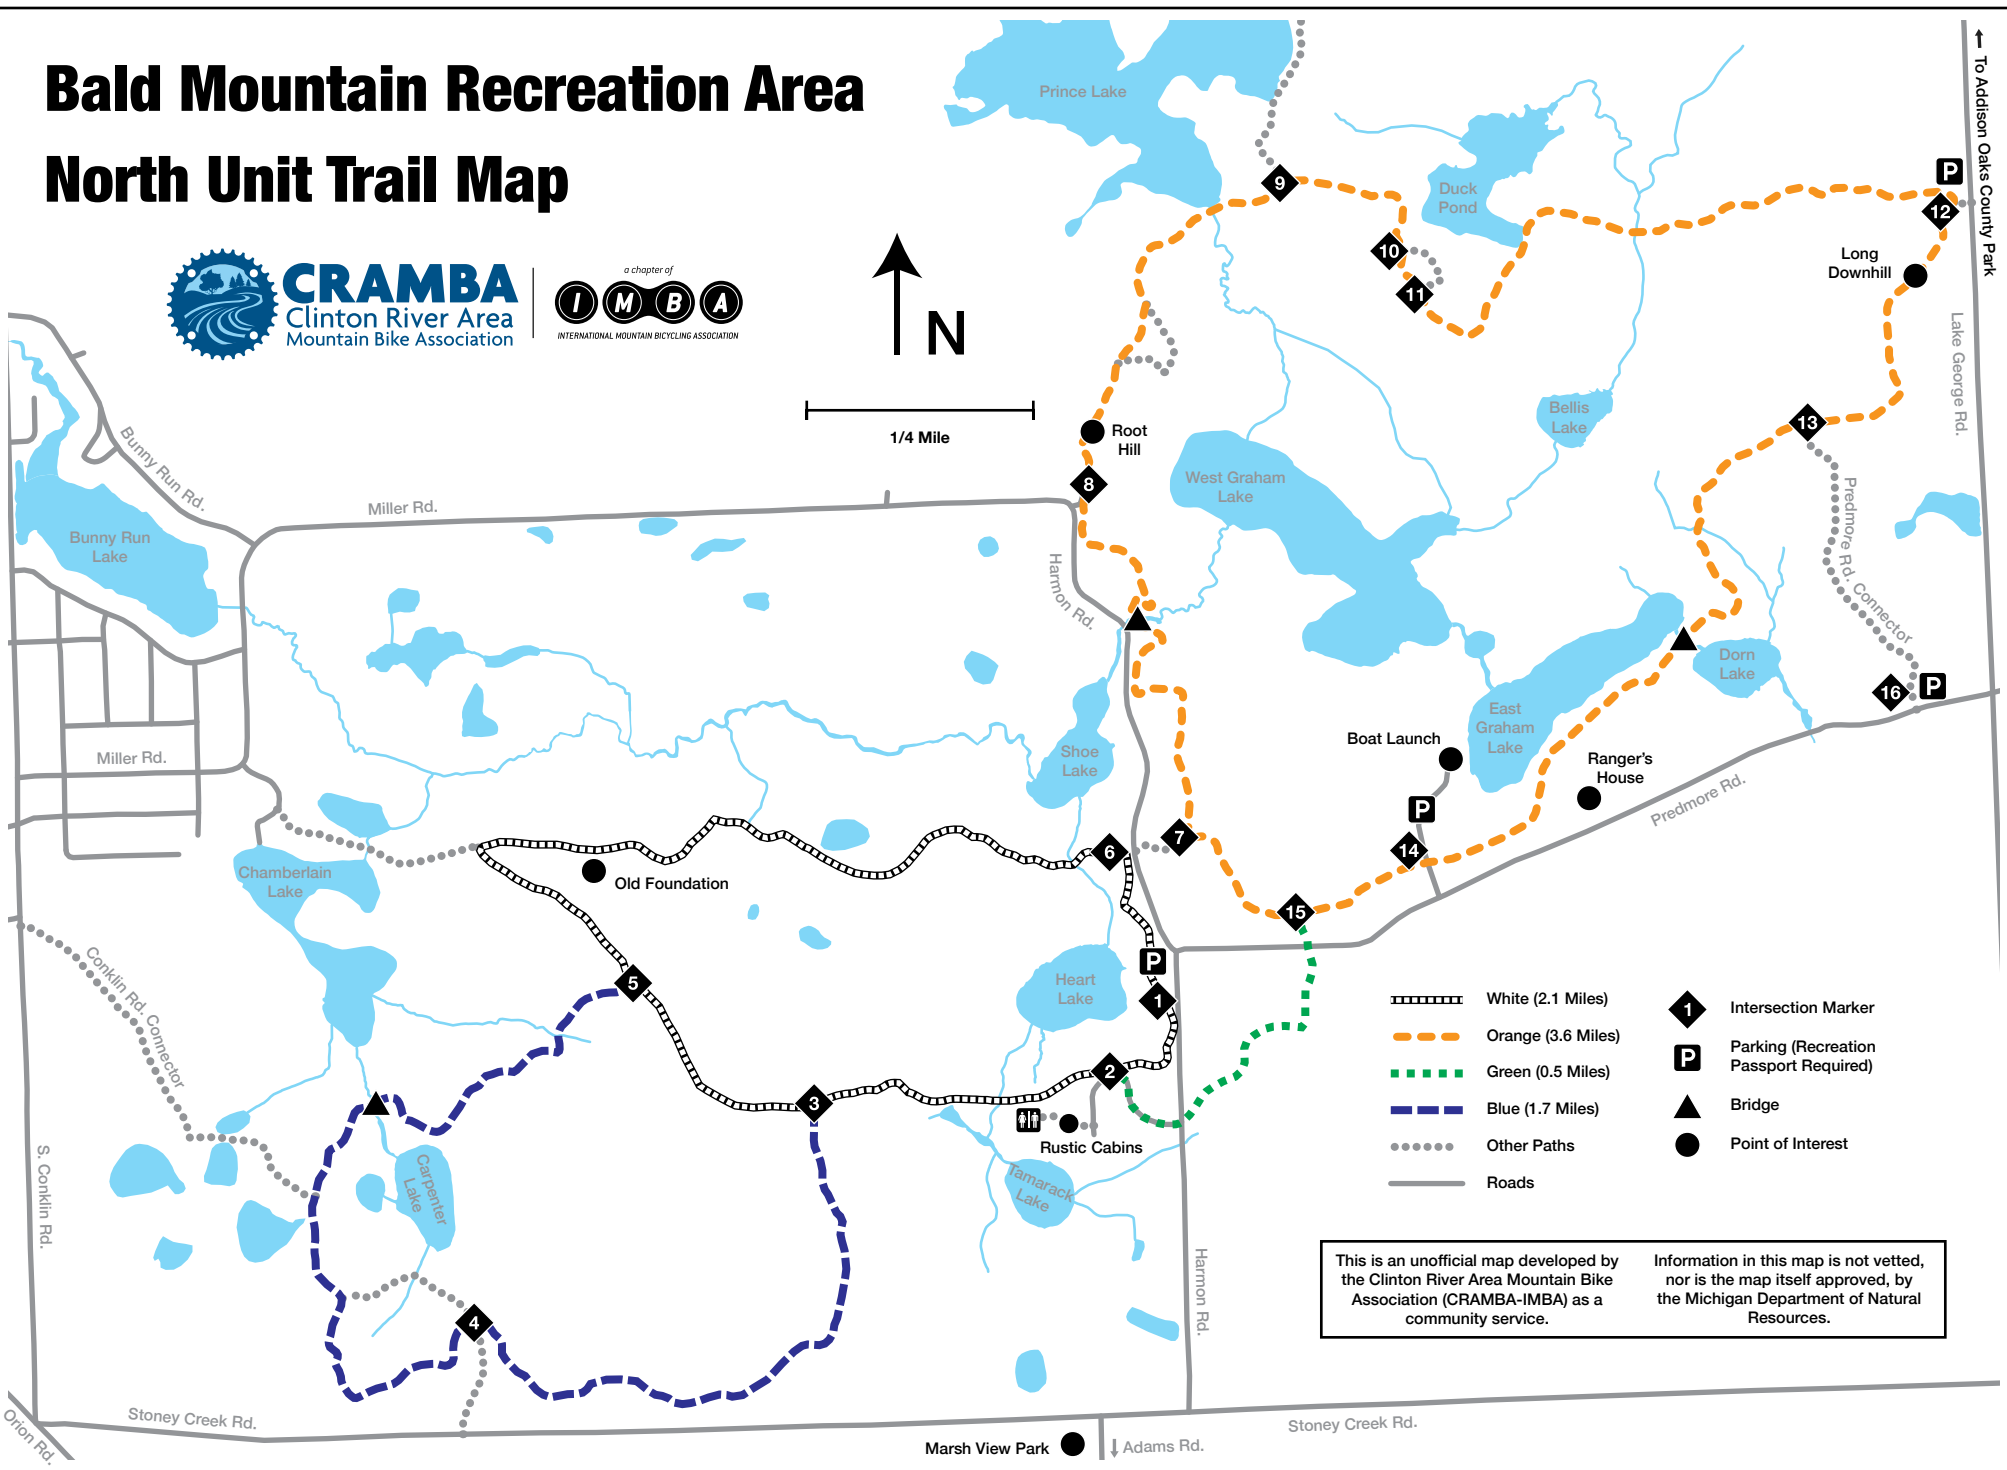 Bald Mountain Recreation Area
North Unit Trail Map
CRAMBA
Clinton River Area
Mountain Bike Association
a chapter of
IMBA
INTERNATIONAL MOUNTAIN BICYCLING ASSOCIATION
N
1/4 Mile
Prince Lake
9
Duck
Pond
10
11
P
12
To Addison Oaks County Park
Long
Downhill
Lake George Rd.
Root
Hill
8
13
Bellis
Lake
West Graham
Lake
Predmore Rd. Connector
Bunny Run Rd.
Miller Rd.
Bunny Run
Lake
Harmon Rd.
Dorn
Lake
16
P
East
Graham
Lake
Boat Launch
Ranger's
House
P
Predmore Rd.
Shoe
Lake
Miller Rd.
7
6
14
15
Chamberlain
Lake
Old Foundation
Conklin Rd. Connector
5
P
1
Heart
Lake
2
3
Rustic Cabins
Tamarack
Lake
Carpenter
Lake
4
S. Conklin Rd.
Harmon Rd.
Orion Rd.
Stoney Creek Rd.
Stoney Creek Rd.
Marsh View Park
Adams Rd.
White (2.1 Miles)
Orange (3.6 Miles)
Green (0.5 Miles)
Blue (1.7 Miles)
Other Paths
Roads
1
Intersection Marker
P
Parking (Recreation
Passport Required)
Bridge
Point of Interest
This is an unofficial map developed by
the Clinton River Area Mountain Bike
Association (CRAMBA-IMBA) as a
community service.
Information in this map is not vetted,
nor is the map itself approved, by
the Michigan Department of Natural
Resources.